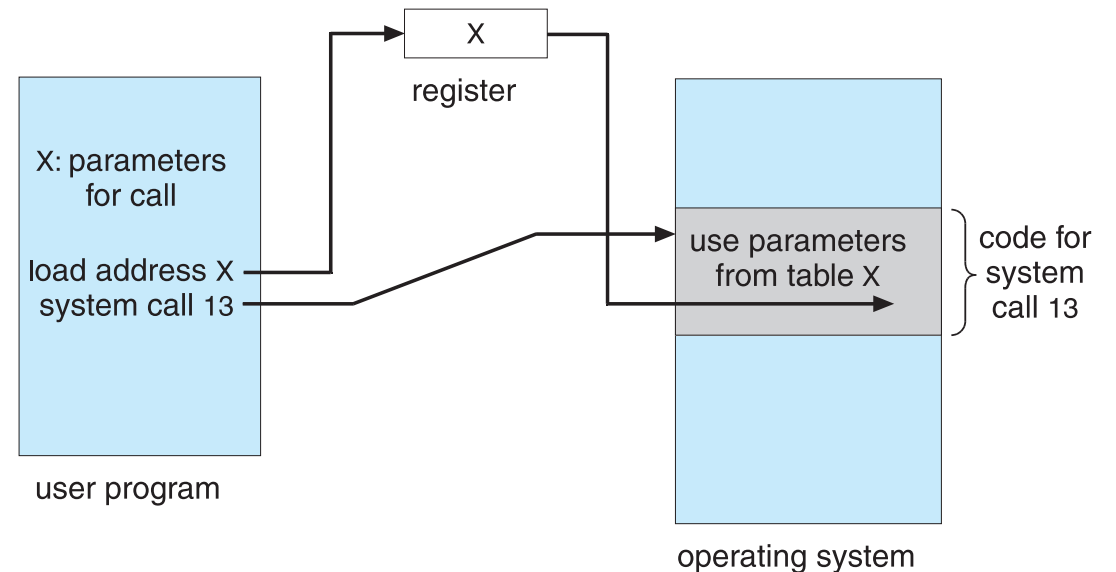 X
register
X: parameters
for call
load address X
system call 13
user program
use parameters
from table X
code for
system
call 13
operating system